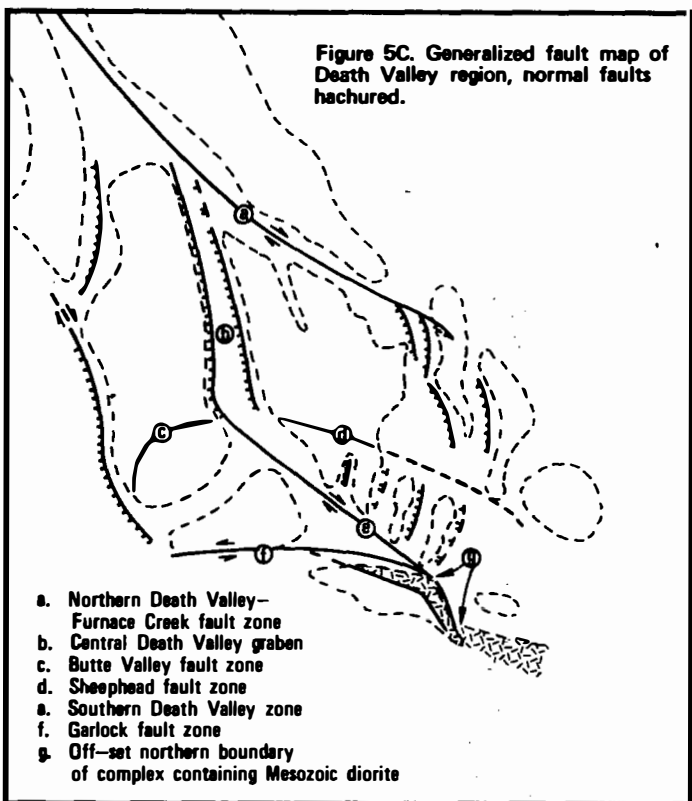 Figure 5C. Generalized fault map of
Death Valley region, normal faults
hachured.
a
b
c
d
e
g
f
a. Northern Death Valley—
Furnace Creek fault zone
b. Central Death Valley graben
c. Butte Valley fault zone
d. Sheephead fault zone
a. Southern Death Valley zone
f. Garlock fault zone
g. Off—set northern boundary
of complex containing Mesozoic diorite